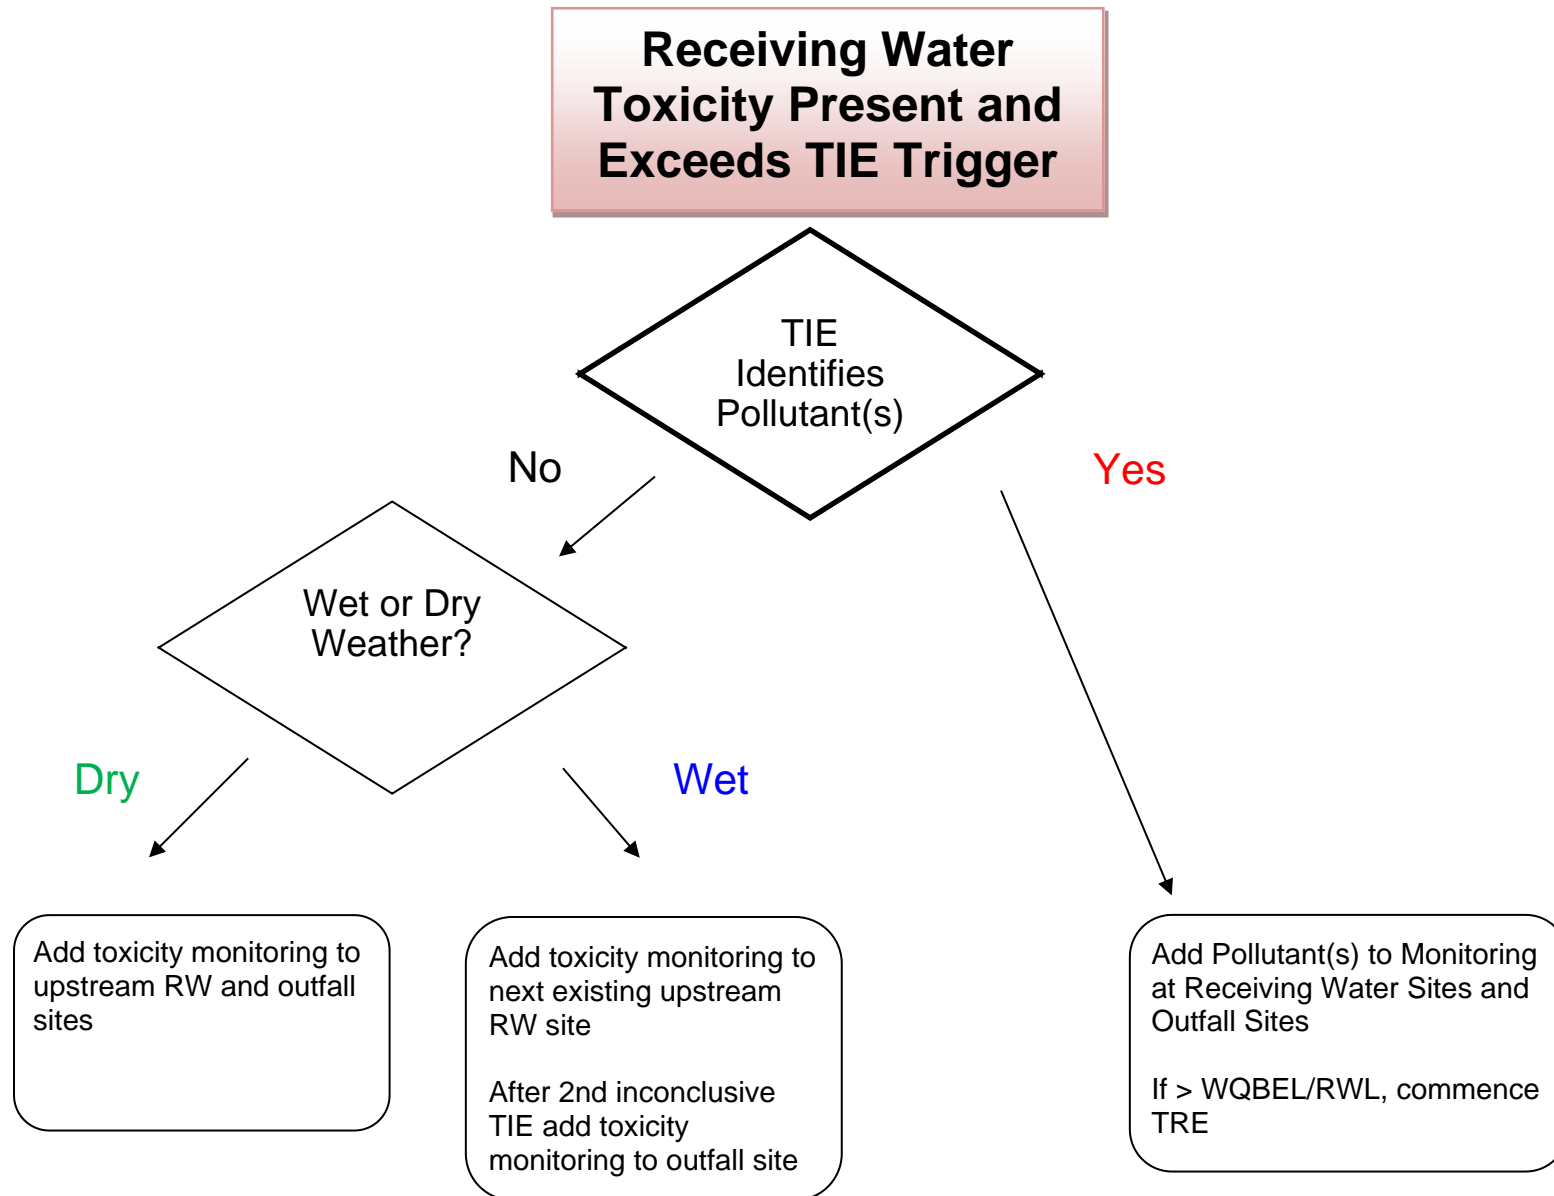 Receiving Water
Toxicity Present and
Exceeds TIE Trigger
TIE
Identifies
Pollutant(s)
No
Yes
Wet or Dry
Weather?
Dry
Wet
Add toxicity monitoring to
upstream RW and outfall
sites
Add toxicity monitoring to
next existing upstream
RW site
After 2nd inconclusive
TIE add toxicity
monitoring to outfall site
Add Pollutant(s) to Monitoring
at Receiving Water Sites and
Outfall Sites
If > WQBEL/RWL, commence
TRE